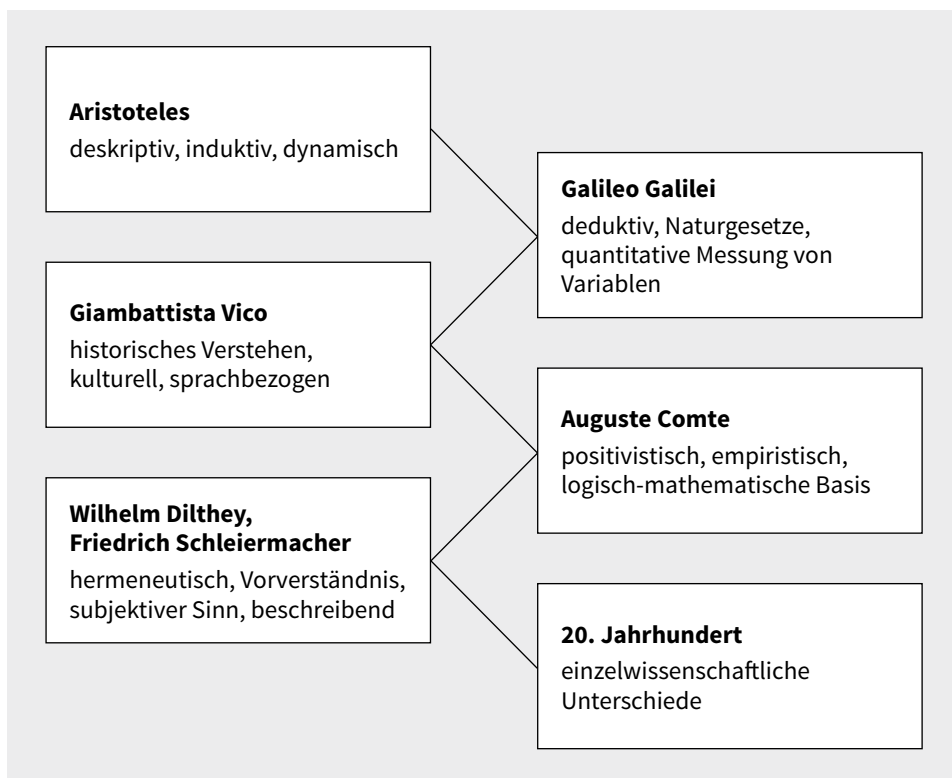 Aristoteles
deskriptiv, induktiv, dynamisch
Galileo Galilei
deduktiv, Naturgesetze,
quantitative Messung von
Variablen
Giambattista Vico
historisches Verstehen,
kulturell, sprachbezogen
Auguste Comte
positivistisch, empiristisch,
logisch-mathematische Basis
Wilhelm Dilthey,
Friedrich Schleiermacher
hermeneutisch, Vorverständnis,
subjektiver Sinn, beschreibend
20. Jahrhundert
einzelwissenschaftliche
Unterschiede